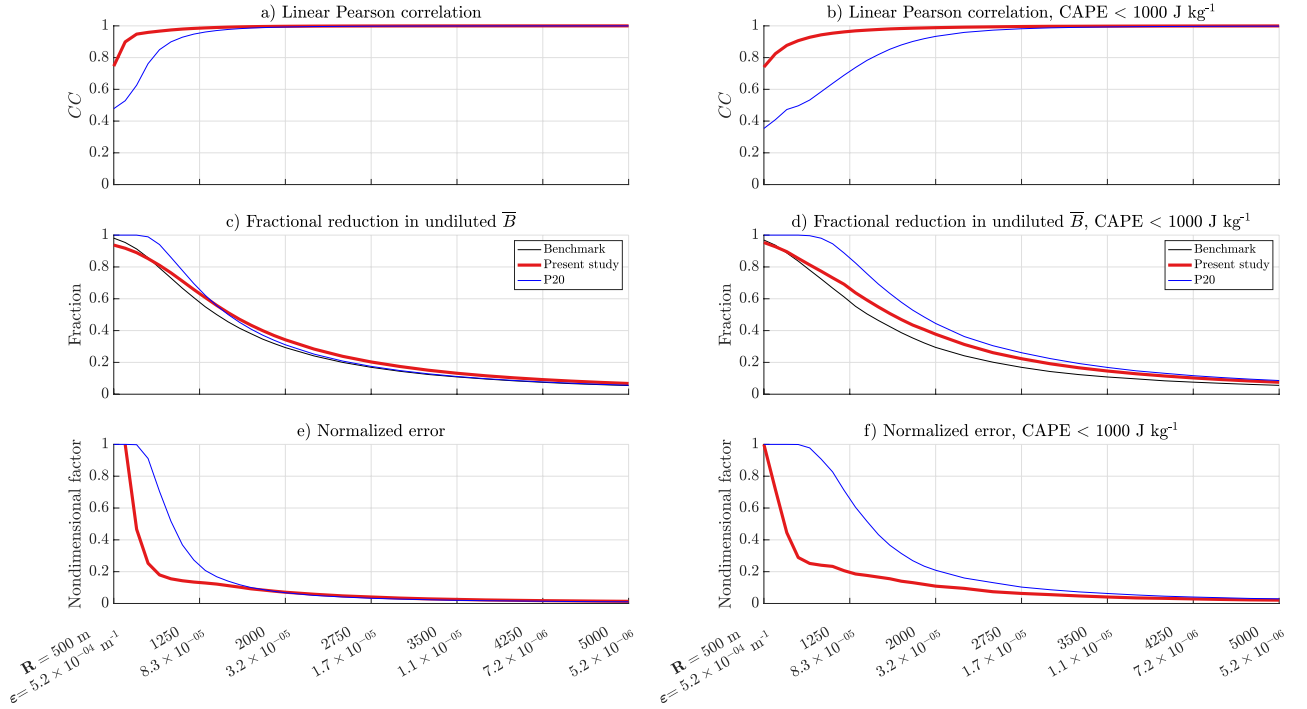 a) Linear Pearson correlation
1
0.8
0.6
0.4
0.2
0
CC
b) Linear Pearson correlation, CAPE < 1000 J kg-1
1
0.8
0.6
0.4
0.2
0
CC
c) Fractional reduction in undiluted B̅
1
0.8
0.6
0.4
0.2
0
Fraction
Benchmark
Present study
P20
d) Fractional reduction in undiluted B̅, CAPE < 1000 J kg-1
1
0.8
0.6
0.4
0.2
0
Fraction
Benchmark
Present study
P20
e) Normalized error
1
0.8
0.6
0.4
0.2
0
Nondimensional factor
R = 500 m
ε= 5.2 × 10⁻⁰⁴ m-1
1250
8.3 × 10⁻⁰⁵
2000
3.2 × 10⁻⁰⁵
2750
1.7 × 10⁻⁰⁵
3500
1.1 × 10⁻⁰⁵
4250
7.2 × 10⁻⁰⁶
5000
5.2 × 10⁻⁰⁶
f) Normalized error, CAPE < 1000 J kg-1
1
0.8
0.6
0.4
0.2
0
Nondimensional factor
R = 500 m
ε= 5.2 × 10⁻⁰⁴ m-1
1250
8.3 × 10⁻⁰⁵
2000
3.2 × 10⁻⁰⁵
2750
1.7 × 10⁻⁰⁵
3500
1.1 × 10⁻⁰⁵
4250
7.2 × 10⁻⁰⁶
5000
5.2 × 10⁻⁰⁶